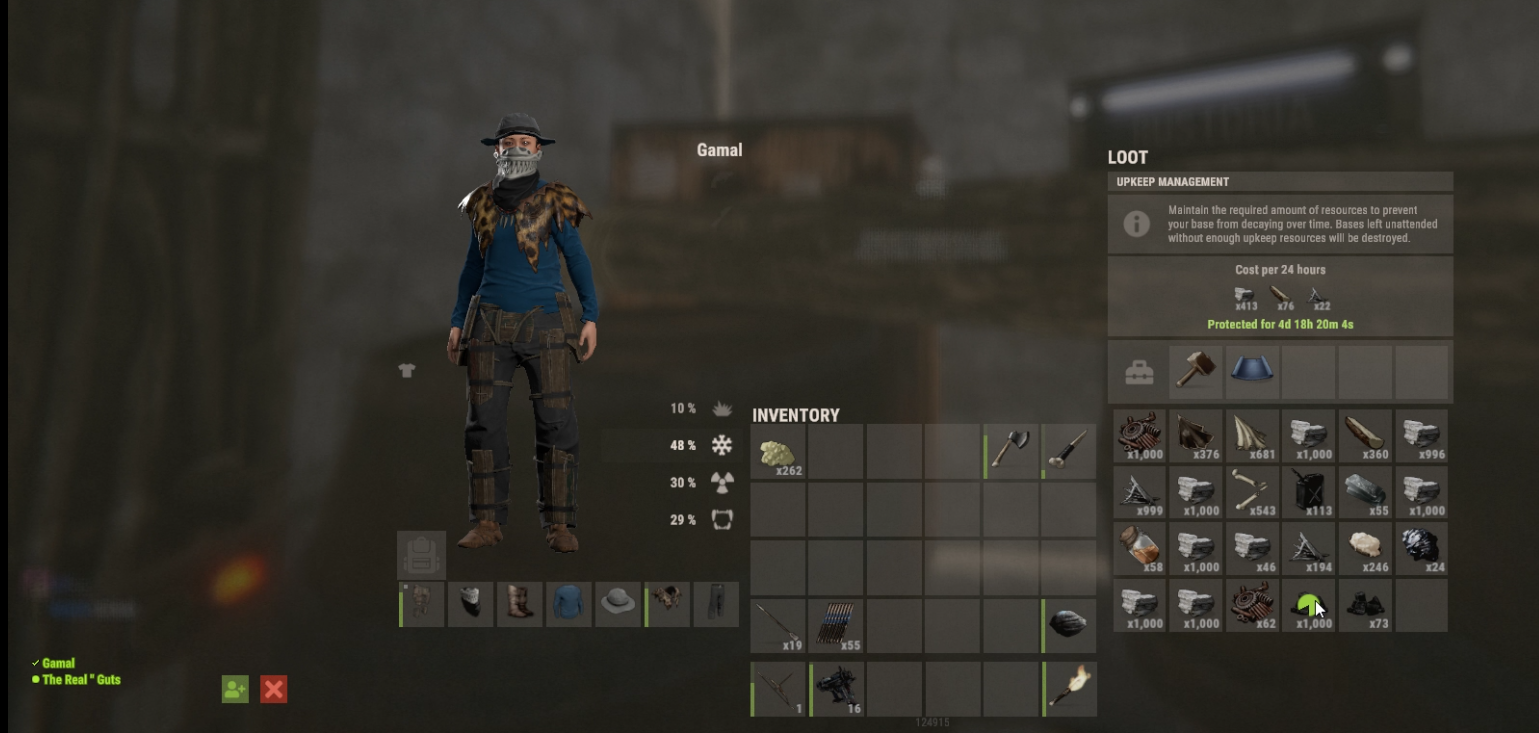 Gamal
LOOT
UPKEEP MANAGEMENT
Maintain the required amount of resources to prevent
your base from decaying over time. Bases left unattended
without enough upkeep resources will be destroyed.
Cost per 24 hours
x413 x76 x22
Protected for 4d 18h 20m 4s
10 %
48 %
30 %
29 %
INVENTORY
x262
x19 x55
1 16
x1,000 x376 x681 x1,000 x360 x996
x999 x1,000 x543 x113 x55 x1,000
x58 x1,000 x46 x194 x246 x24
x1,000 x1,000 x62 x1,000 x73
Gamal
The Real " Guts
124915